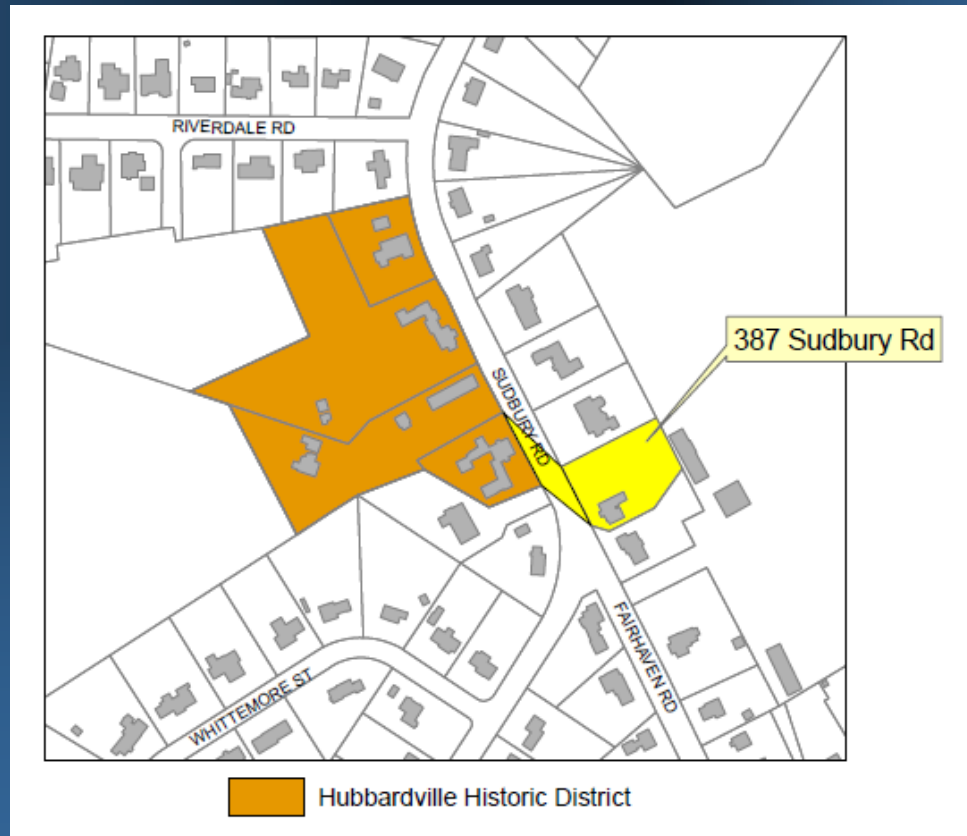 RIVERDALE RD
387 Sudbury Rd
SUDBURY RD
FAIRHAVEN RD
WHITTEMORE ST
Hubbardville Historic District